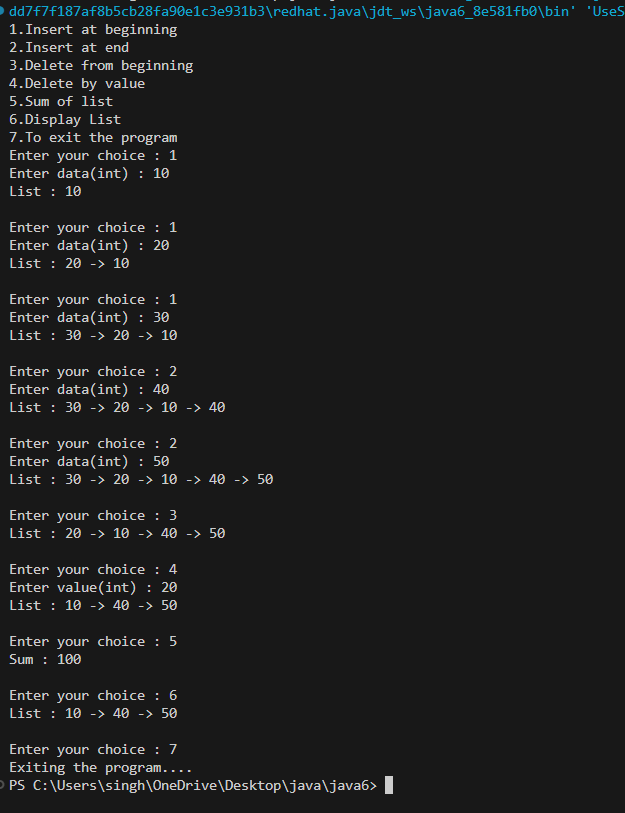 dd7f7f187af8b5cb28fa90e1c3e931b3\redhat.java\jdt_ws\java6_8e581fb0\bin' 'UseS
1.Insert at beginning
2.Insert at end
3.Delete from beginning
4.Delete by value
5.Sum of list
6.Display List
7.To exit the program
Enter your choice : 1
Enter data(int) : 10
List : 10
Enter your choice : 1
Enter data(int) : 20
List : 20 -> 10
Enter your choice : 1
Enter data(int) : 30
List : 30 -> 20 -> 10
Enter your choice : 2
Enter data(int) : 40
List : 30 -> 20 -> 10 -> 40
Enter your choice : 2
Enter data(int) : 50
List : 30 -> 20 -> 10 -> 40 -> 50
Enter your choice : 3
List : 20 -> 10 -> 40 -> 50
Enter your choice : 4
Enter value(int) : 20
List : 10 -> 40 -> 50
Enter your choice : 5
Sum : 100
Enter your choice : 6
List : 10 -> 40 -> 50
Enter your choice : 7
Exiting the program....
PS C:\Users\singh\OneDrive\Desktop\java\java6>